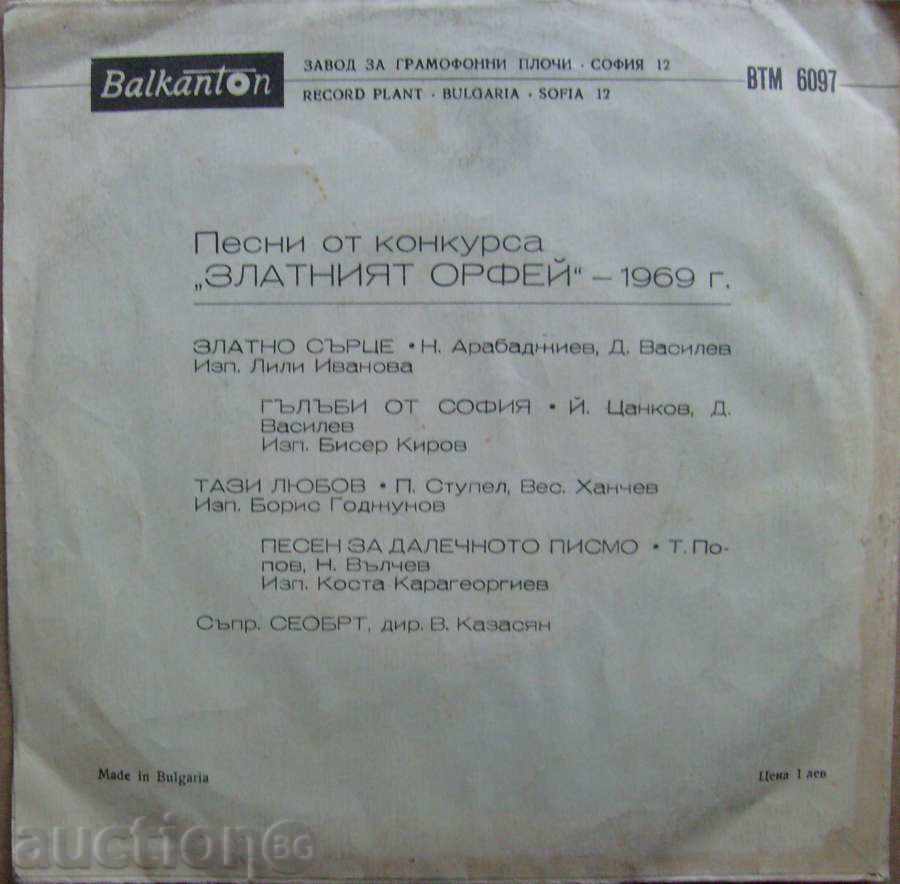 Balkanton
ЗАВОД ЗА ГРАМОФОННИ ПЛОЧИ · СОФИЯ 12
RECORD PLANT · BULGARIA · SOFIA 12
ВТМ 6097
Песни от конкурса
„ЗЛАТНИЯТ ОРФЕЙ“ – 1969 г.
ЗЛАТНО СЪРЦЕ • Н. Арабаджиев, Д. Василев
Изп. Лили Иванова
ГЪЛЪБИ ОТ СОФИЯ • Й. Цанков, Д.
Василев
Изп. Бисер Киров
ТАЗИ ЛЮБОВ • П. Ступел, Вес. Ханчев
Изп. Борис Годжунов
ПЕСЕН ЗА ДАЛЕЧНОТО ПИСМО • Т. По-
пов, Н. Вълчев
Изп. Коста Карагеоргиев
Съпр. СЕОБРТ, дир. В. Казасян
Made in Bulgaria
Цена 1 лев
auctionBG